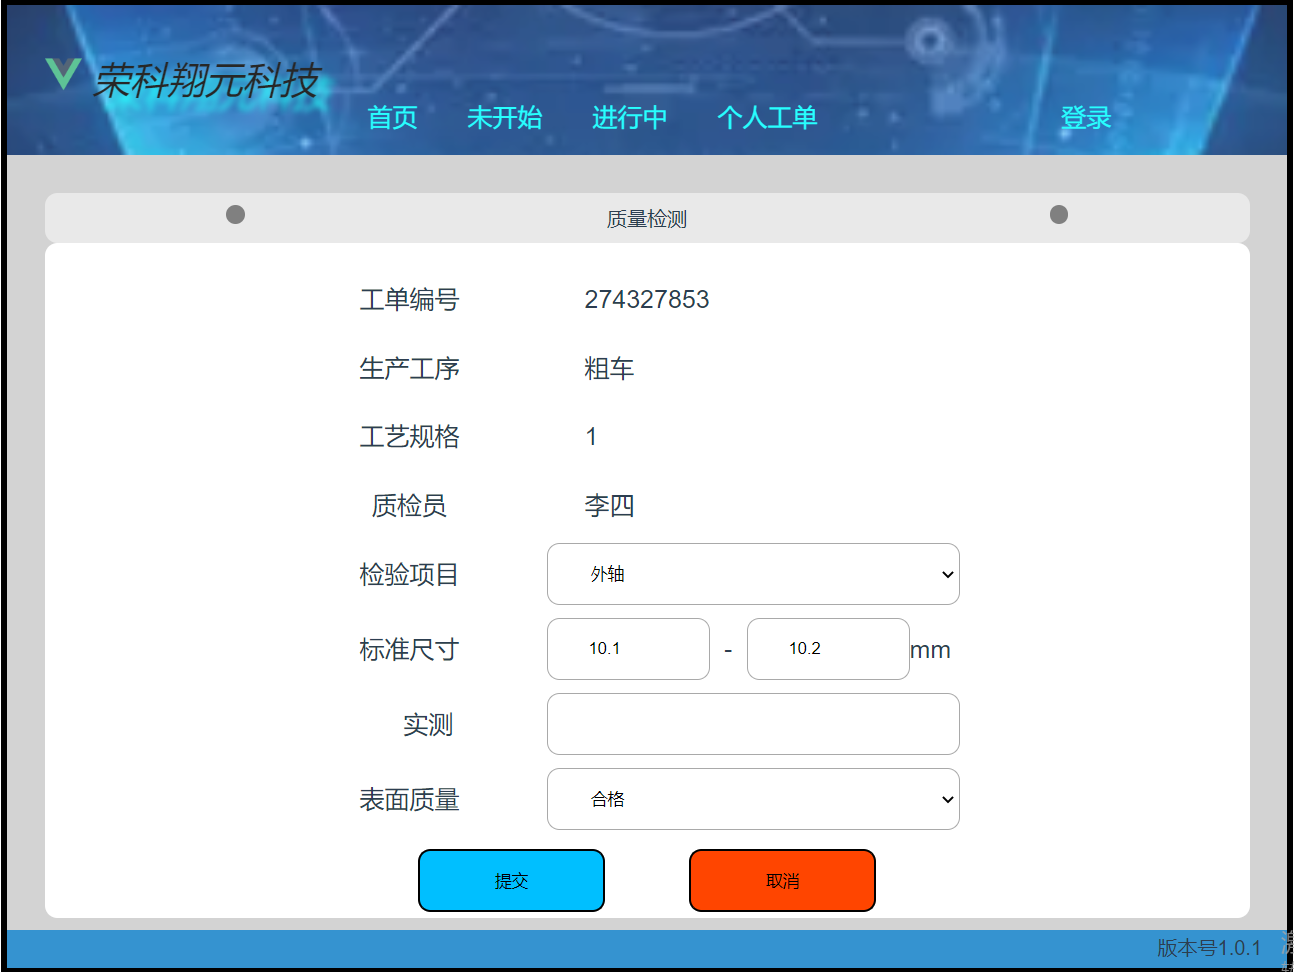 荣科翔元科技
首页 未开始 进行中 个人工单 登录
质量检测
工单编号 274327853
生产工序 粗车
工艺规格 1
质检员 李四
检验项目 外轴
标准尺寸 10.1 - 10.2 mm
实测
表面质量 合格
提交 取消
版本号1.0.1